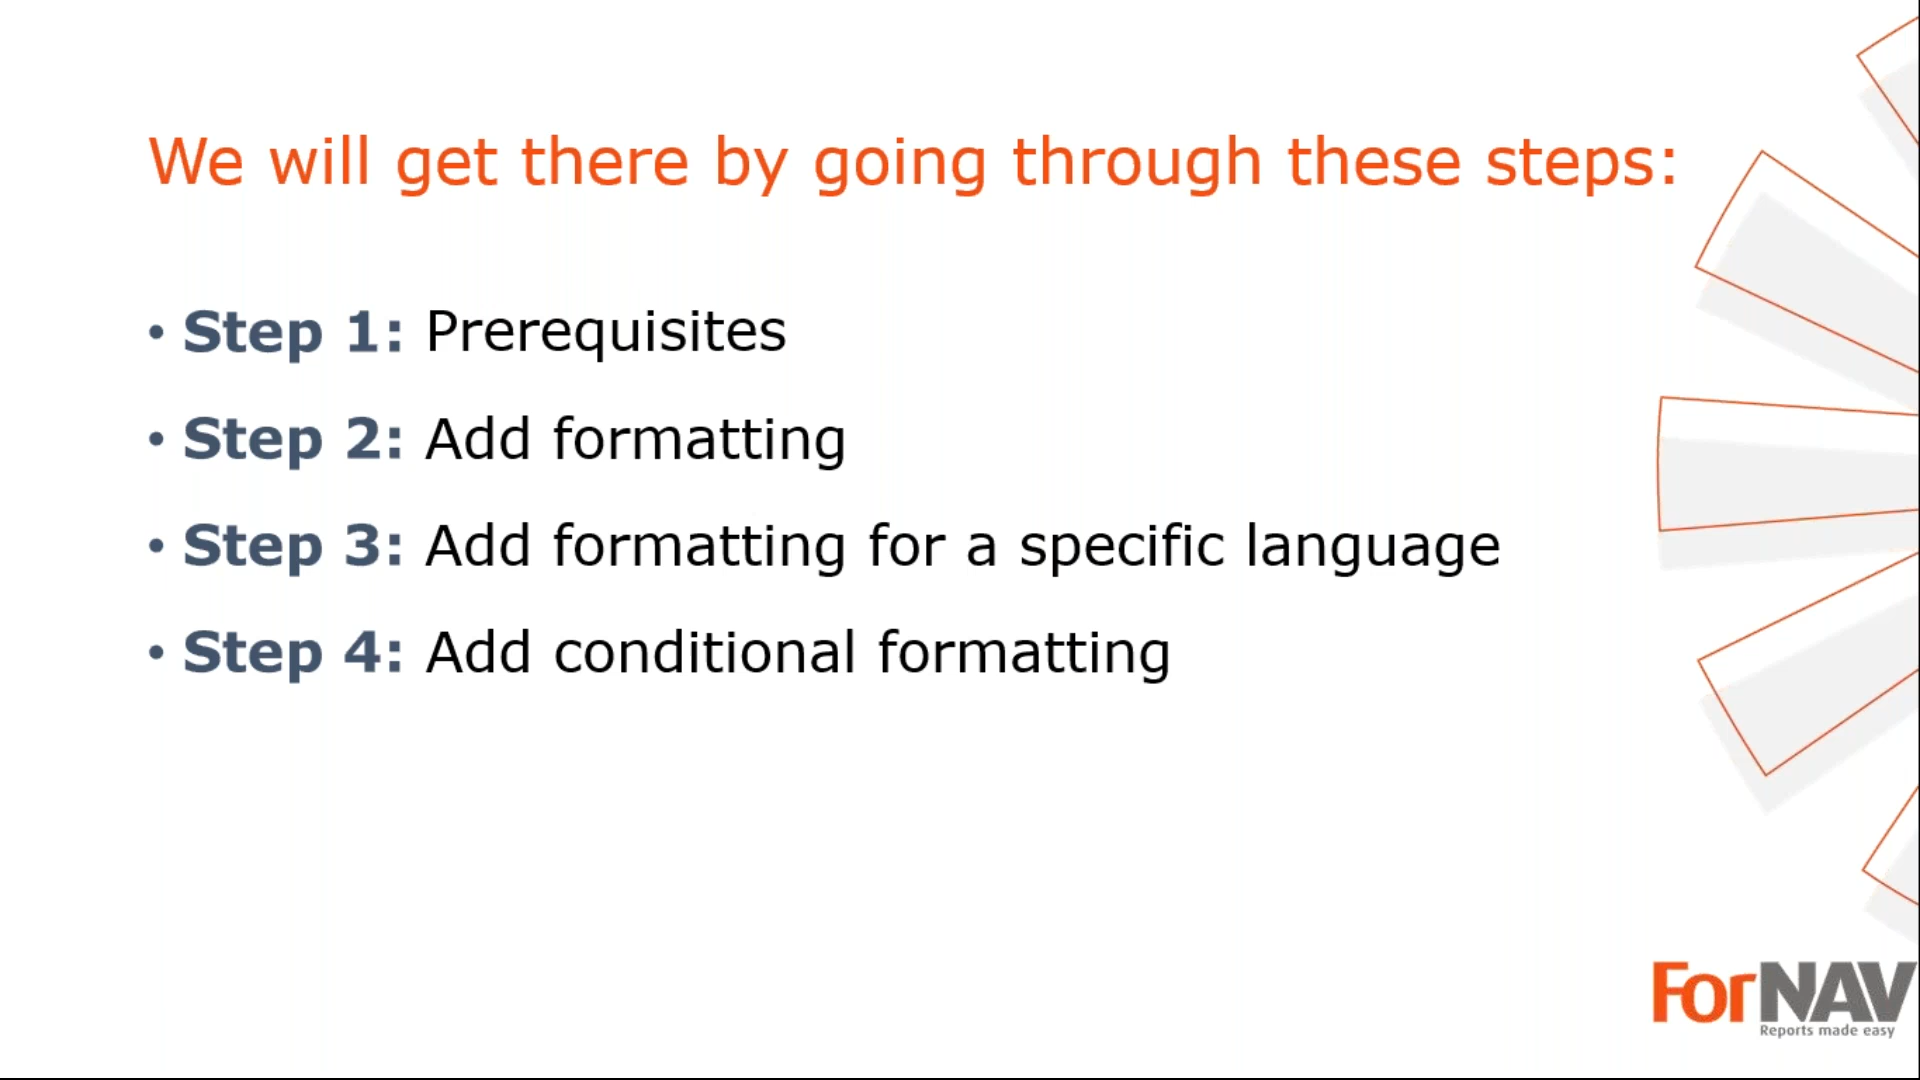 We will get there by going through these steps:
• Step 1: Prerequisites
• Step 2: Add formatting
• Step 3: Add formatting for a specific language
• Step 4: Add conditional formatting
ForNAV
Reports made easy